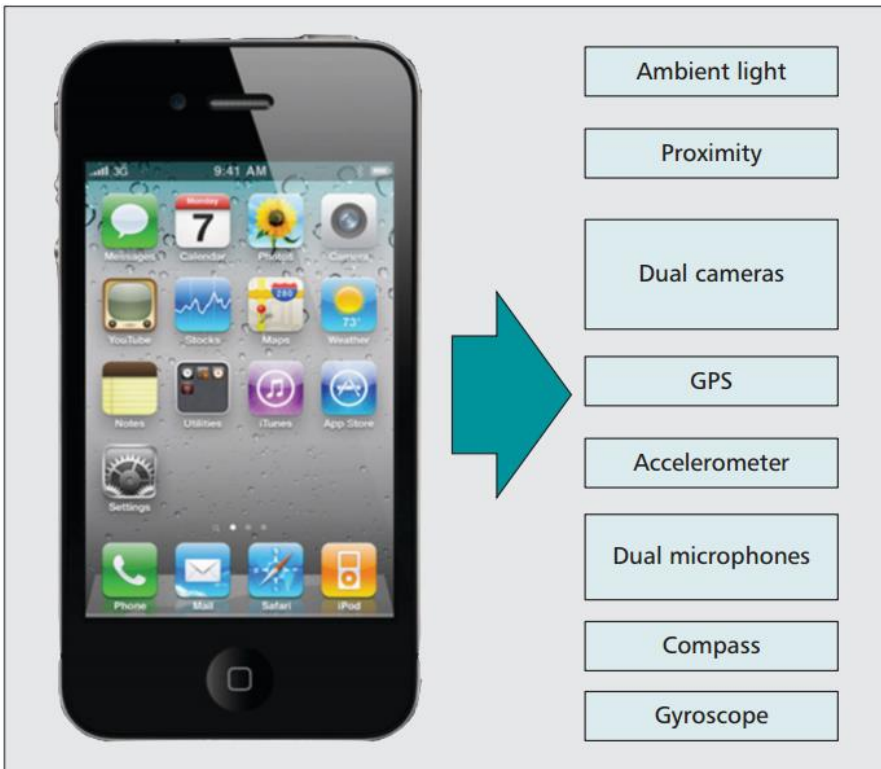 3G 9:41 AM
Monday
7
280
73°
Messages Calendar Photos Camera
YouTube Stocks Maps Weather
Notes Utilities iTunes App Store
Settings
Phone Mail Safari iPod
Ambient light
Proximity
Dual cameras
GPS
Accelerometer
Dual microphones
Compass
Gyroscope